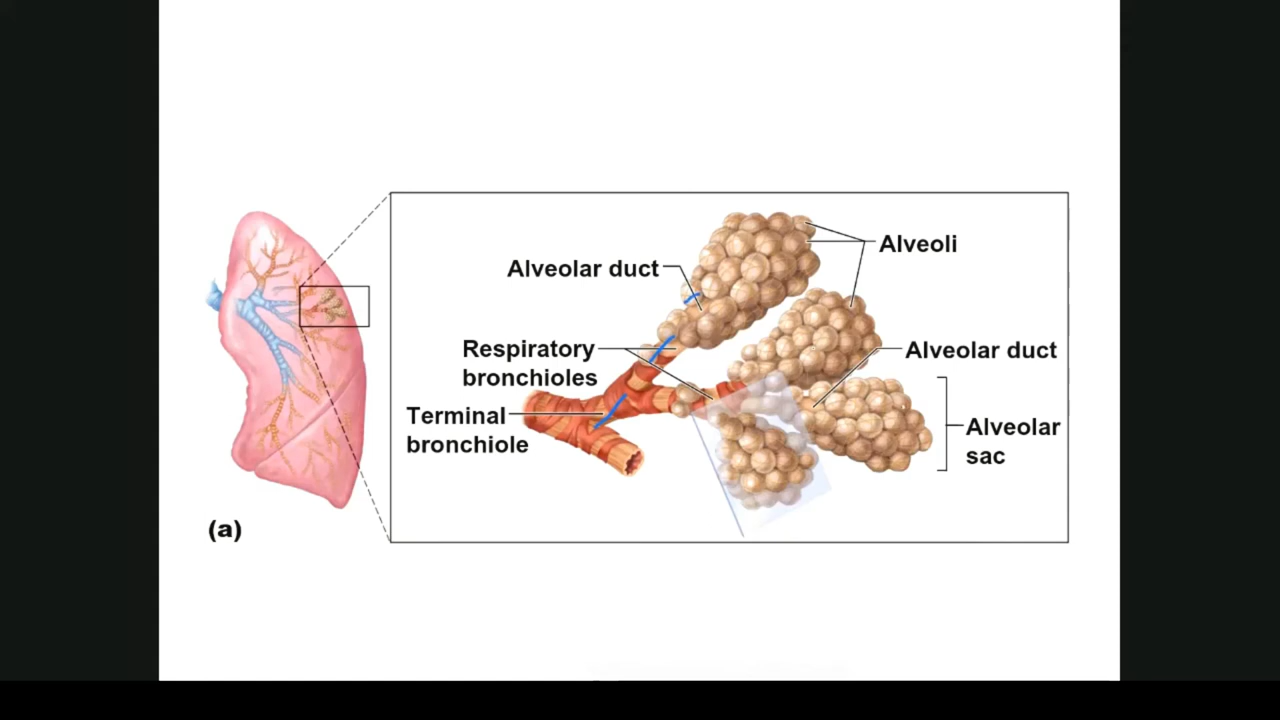 Alveoli
Alveolar duct
Respiratory
bronchioles
Alveolar duct
Terminal
bronchiole
Alveolar
sac
(a)